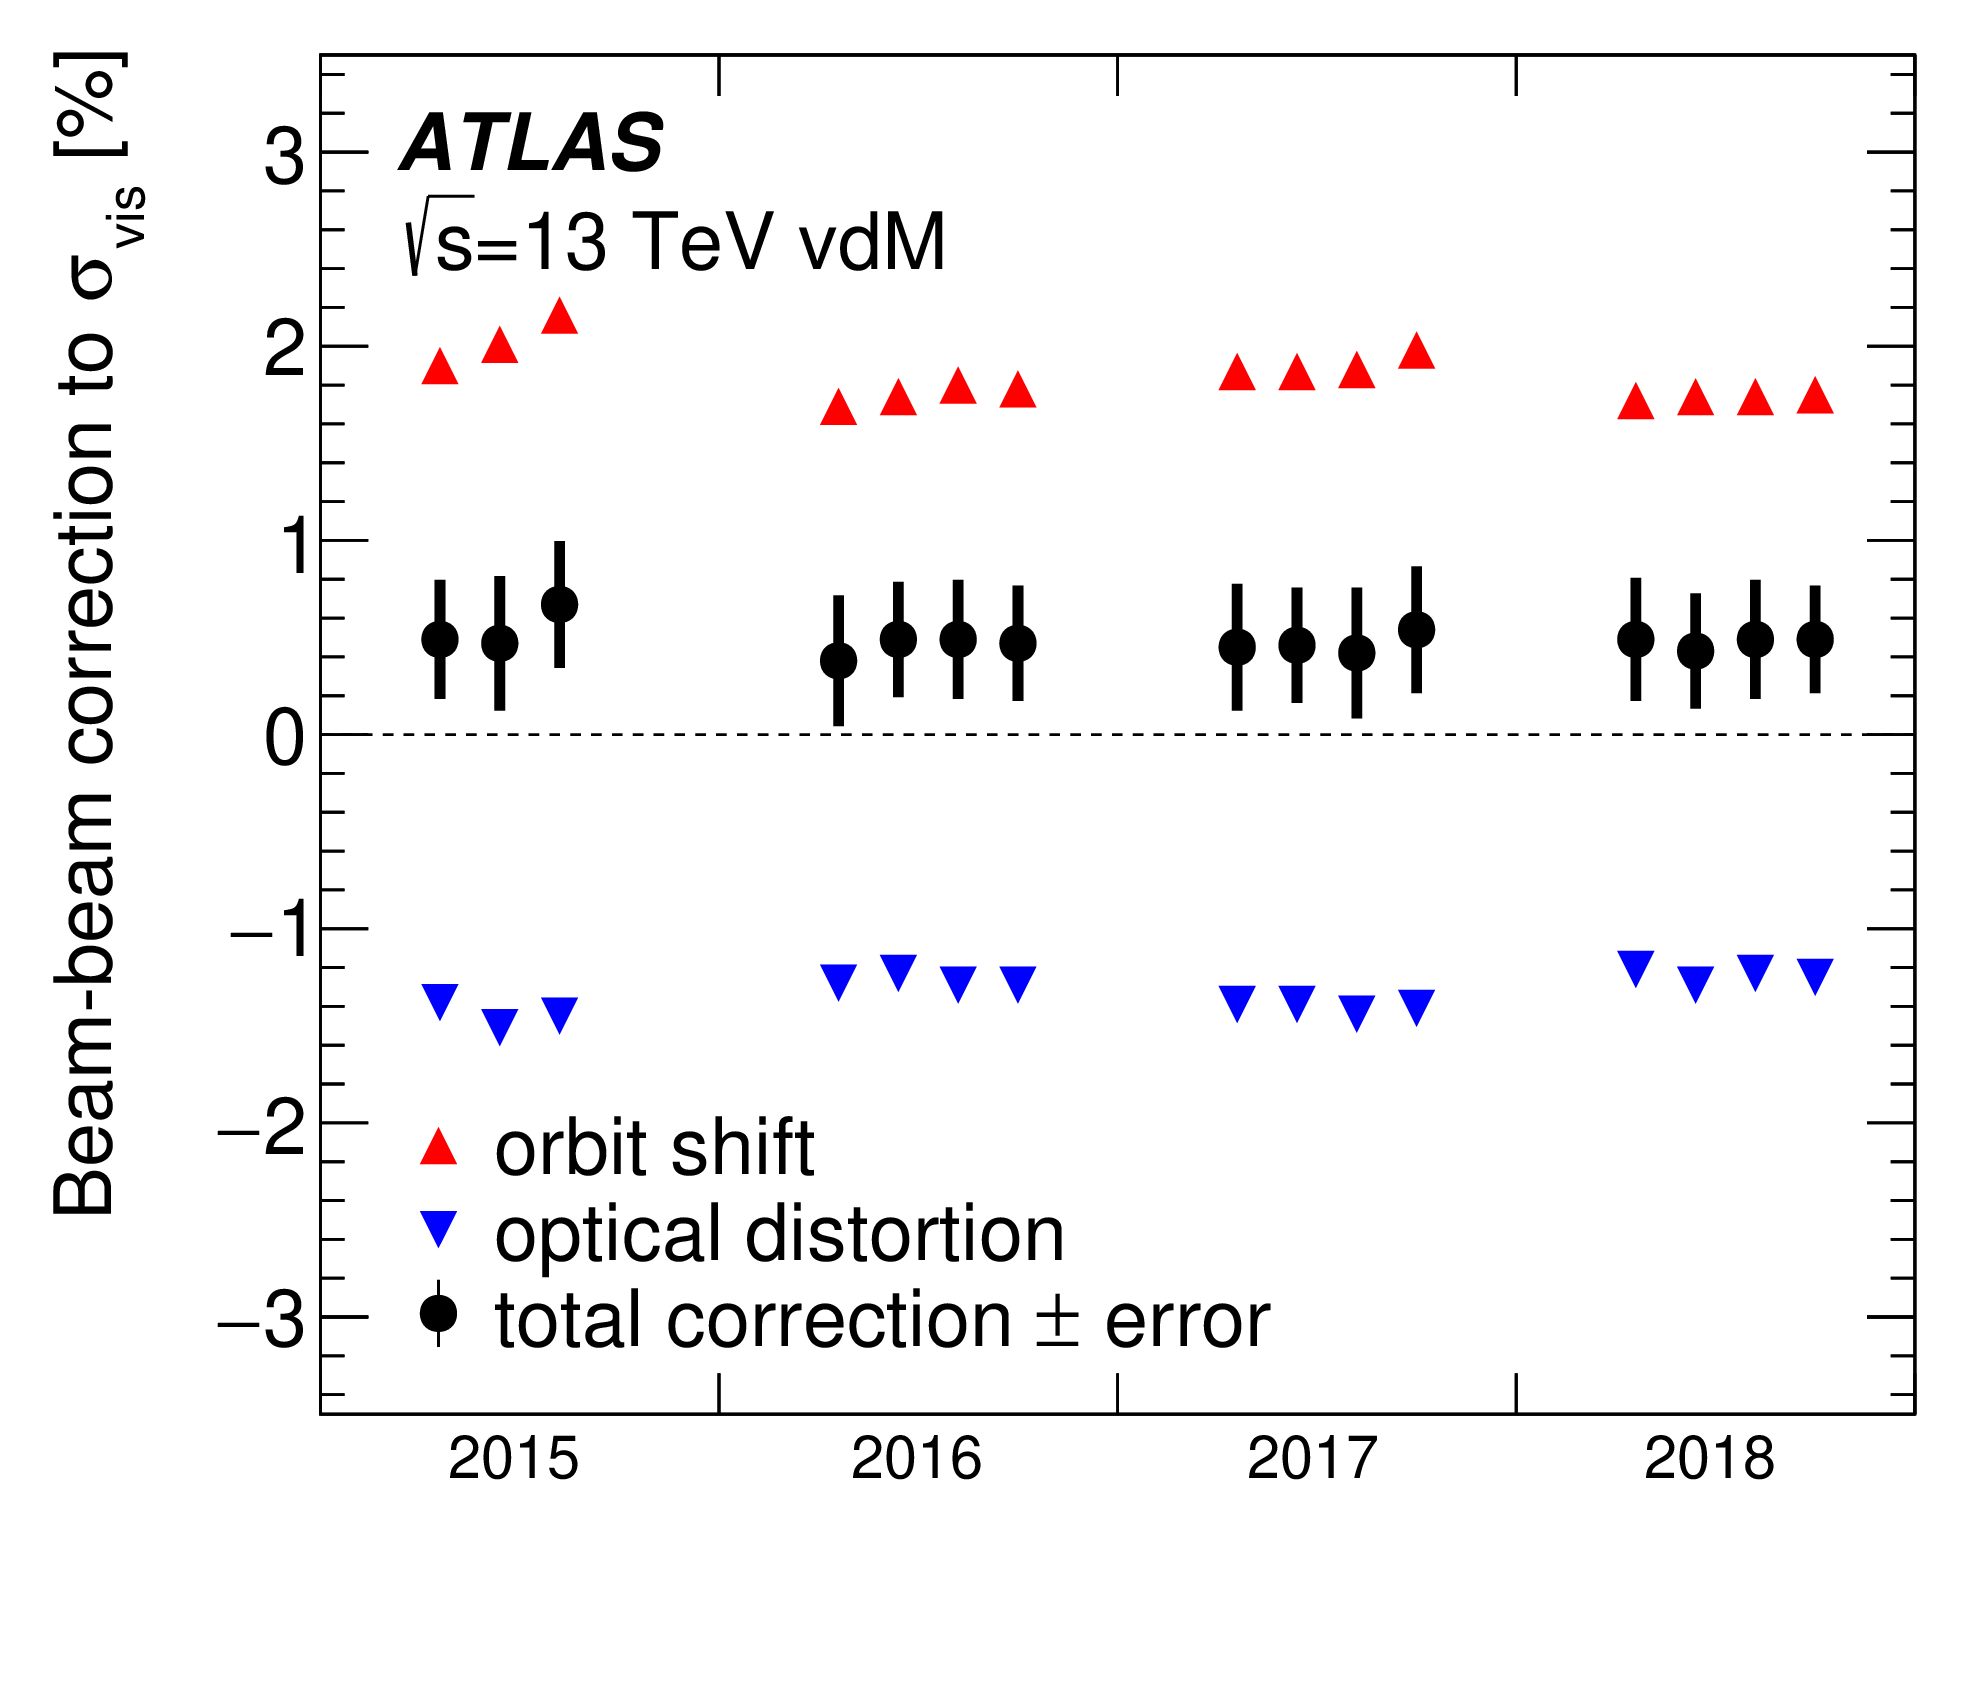 Beam-beam correction to σvis [%]
ATLAS
√s=13 TeV vdM
3
2
1
0
−1
−2
−3
orbit shift
optical distortion
total correction ± error
2015 2016 2017 2018